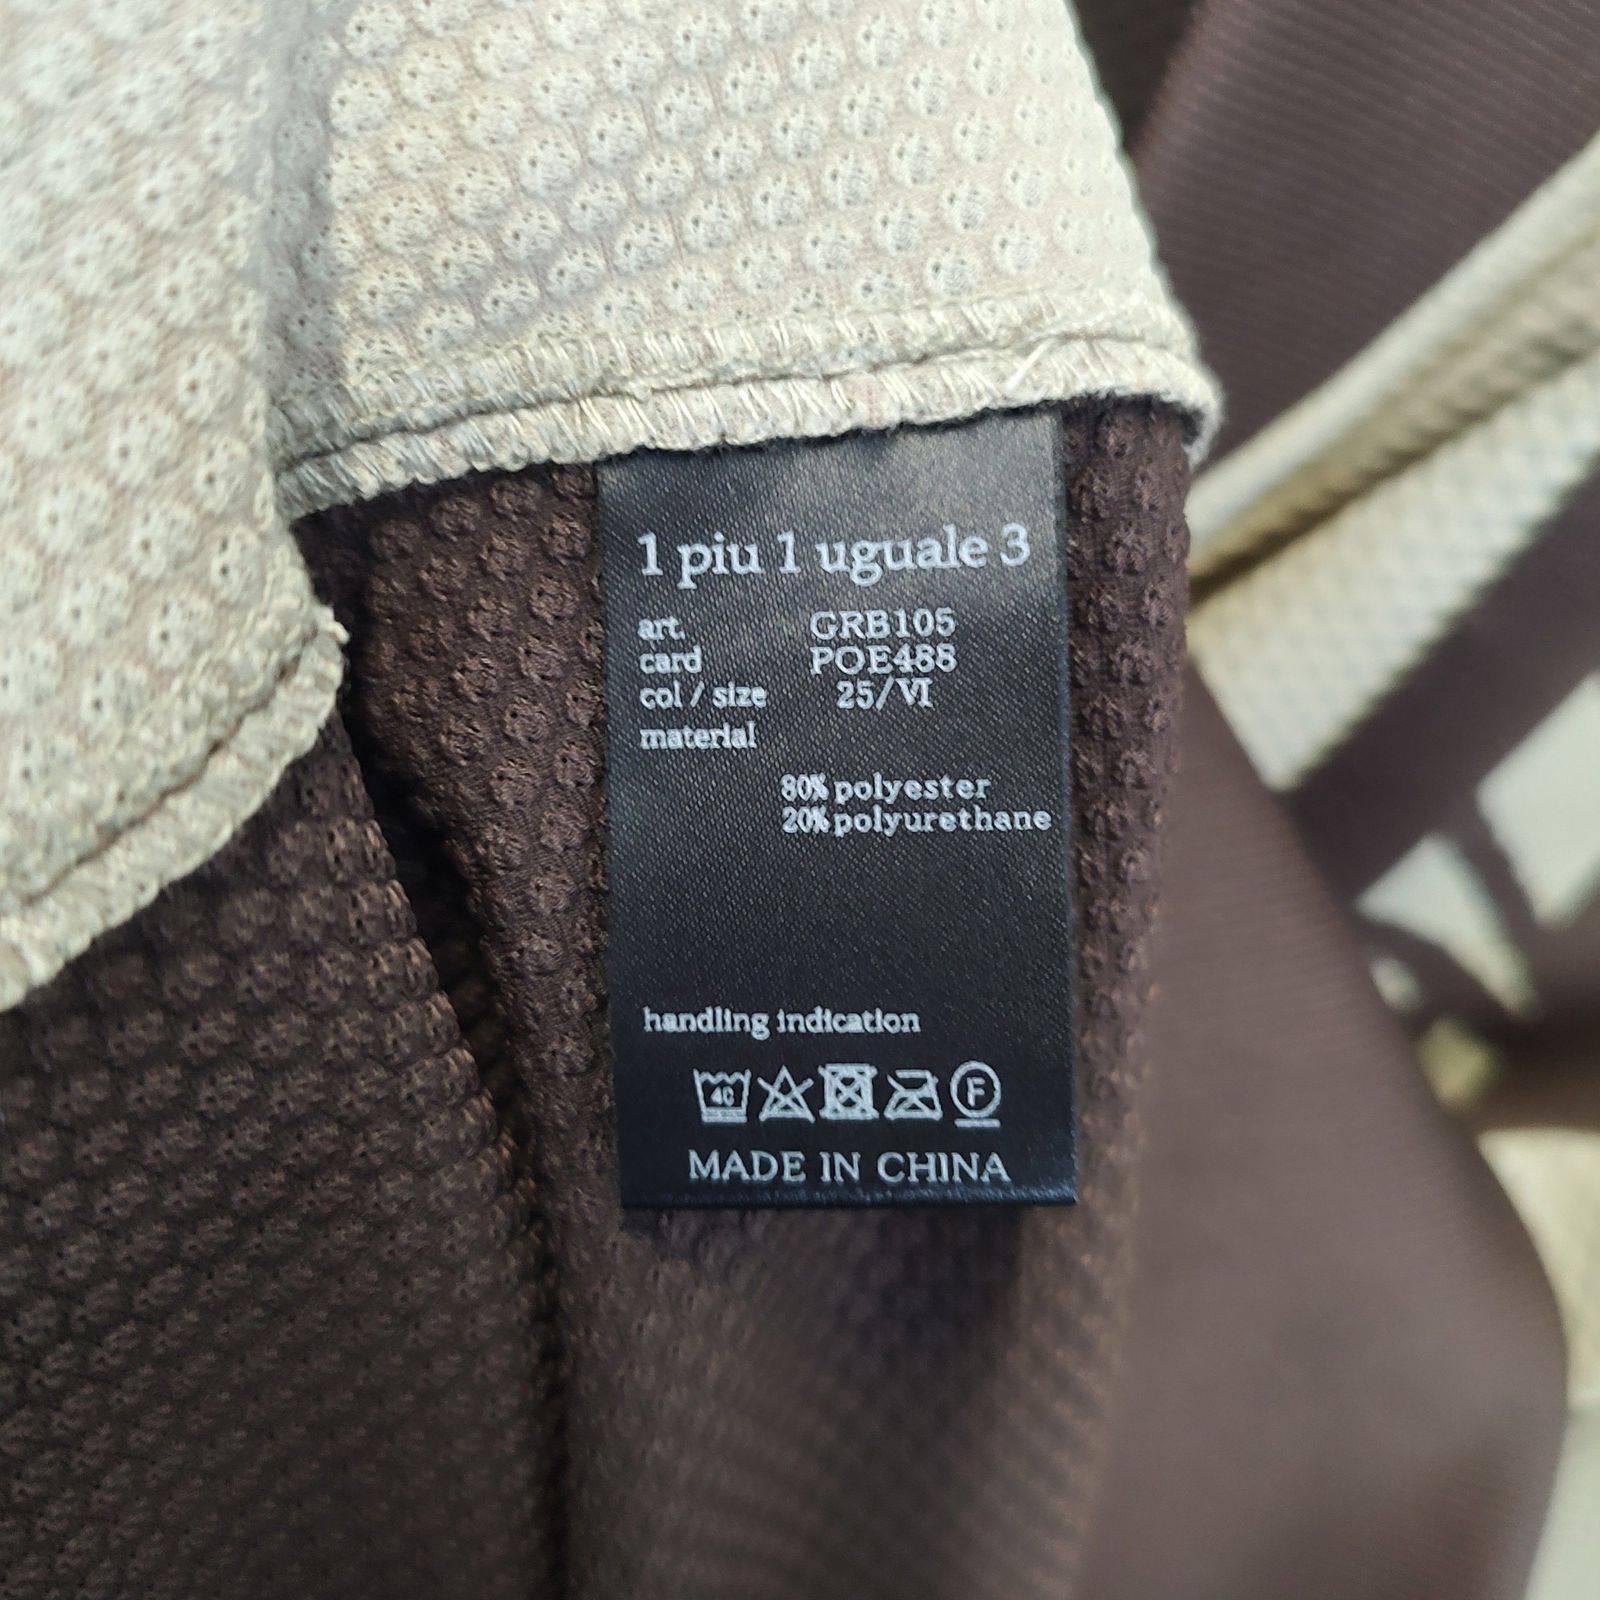 1 piu 1 uguale 3
art. GRB105
card POE488
col / size 25/VI
material
80% polyester
20% polyurethane
handling indication
40 F
MADE IN CHINA